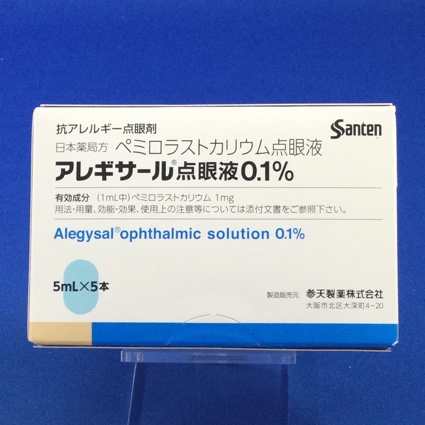 Santen
抗アレルギー点眼剤
日本薬局方 ペミロラストカリウム点眼液
アレギサール®点眼液0.1%
有効成分 (1mL中)ペミロラストカリウム 1mg
用法・用量、効能・効果、使用上の注意等については添付文書をご参照下さい。
Alegysal®ophthalmic solution 0.1%
5mL×5本
製造販売元 参天製薬株式会社
大阪市北区大深町4-20